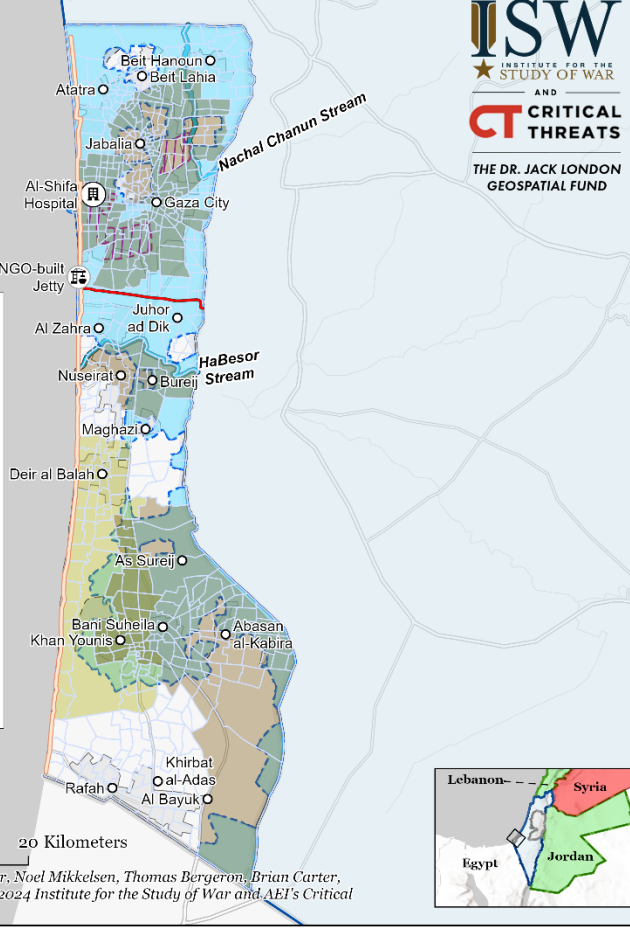 ISW
INSTITUTE FOR THE
STUDY OF WAR
AND
CT CRITICAL
THREATS
THE DR. JACK LONDON
GEOSPATIAL FUND
Beit Hanoun
Beit Lahia
Atatra
Nachal Chanun Stream
Jabalia
Al-Shifa
Hospital
Gaza City
NGO-built
Jetty
Juhor
ad Dik
Al Zahra
HaBesor
Stream
Nuseirat
Bureij
Maghazi
Deir al Balah
As Sureij
Bani Suheila
Abasan
al-Kabira
Khan Younis
Khirbat
al-Adas
Rafah
Al Bayuk
Lebanon
Syria
Egypt
Jordan
20 Kilometers
r, Noel Mikkelsen, Thomas Bergeron, Brian Carter,
2024 Institute for the Study of War and AEI's Critical